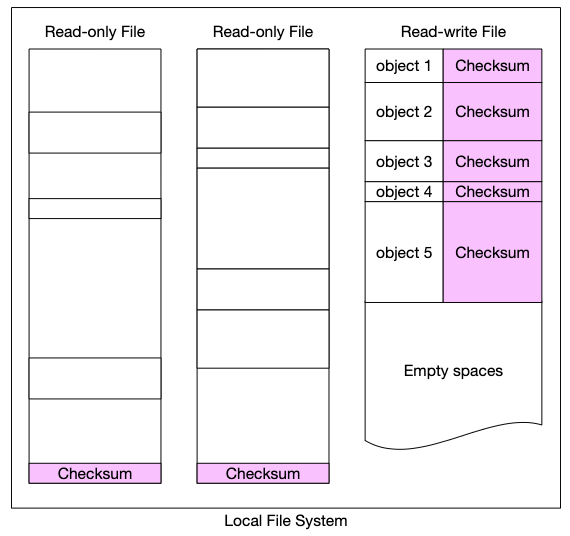 Read-only File
Read-only File
Read-write File
object 1
Checksum
object 2
Checksum
object 3
Checksum
object 4
Checksum
object 5
Checksum
Empty spaces
Checksum
Checksum
Local File System